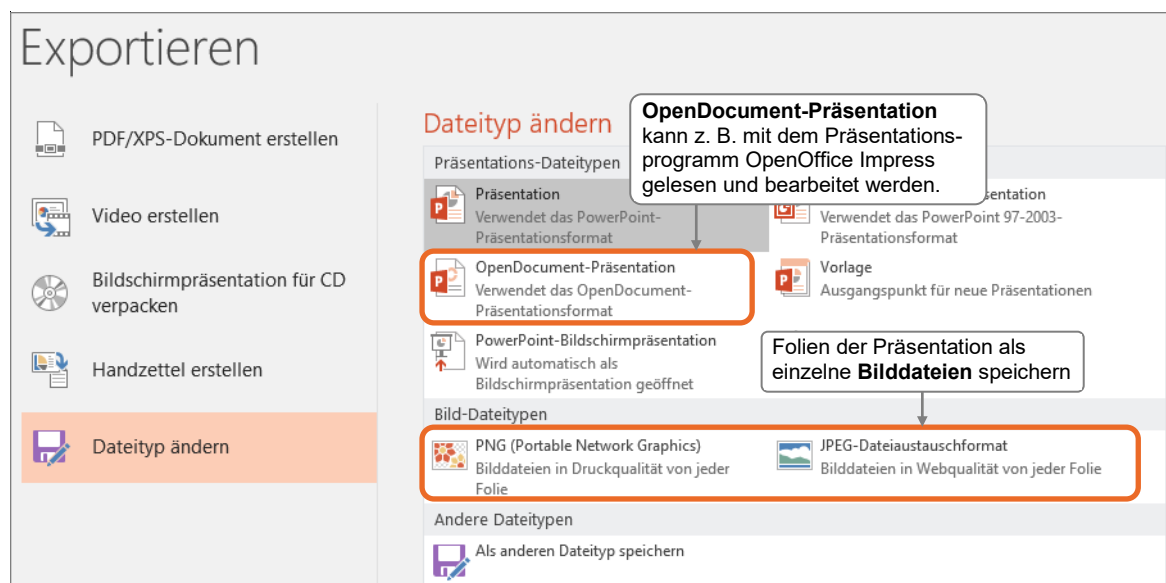 Exportieren
PDF/XPS-Dokument erstellen
Video erstellen
Bildschirmpräsentation für CD
verpacken
Handzettel erstellen
Dateityp ändern
Dateityp ändern
OpenDocument-Präsentation
kann z. B. mit dem Präsentations-
programm OpenOffice Impress
gelesen und bearbeitet werden.
Präsentations-Dateitypen
Präsentation
Verwendet das PowerPoint-
Präsentationsformat
sentation
Verwendet das PowerPoint 97-2003-
Präsentationsformat
OpenDocument-Präsentation
Verwendet das OpenDocument-
Präsentationsformat
Vorlage
Ausgangspunkt für neue Präsentationen
PowerPoint-Bildschirmpräsentation
Wird automatisch als
Bildschirmpräsentation geöffnet
Folien der Präsentation als
einzelne Bilddateien speichern
Bild-Dateitypen
PNG (Portable Network Graphics)
Bilddateien in Druckqualität von jeder
Folie
JPEG-Dateiaustauschformat
Bilddateien in Webqualität von jeder Folie
Andere Dateitypen
Als anderen Dateityp speichern